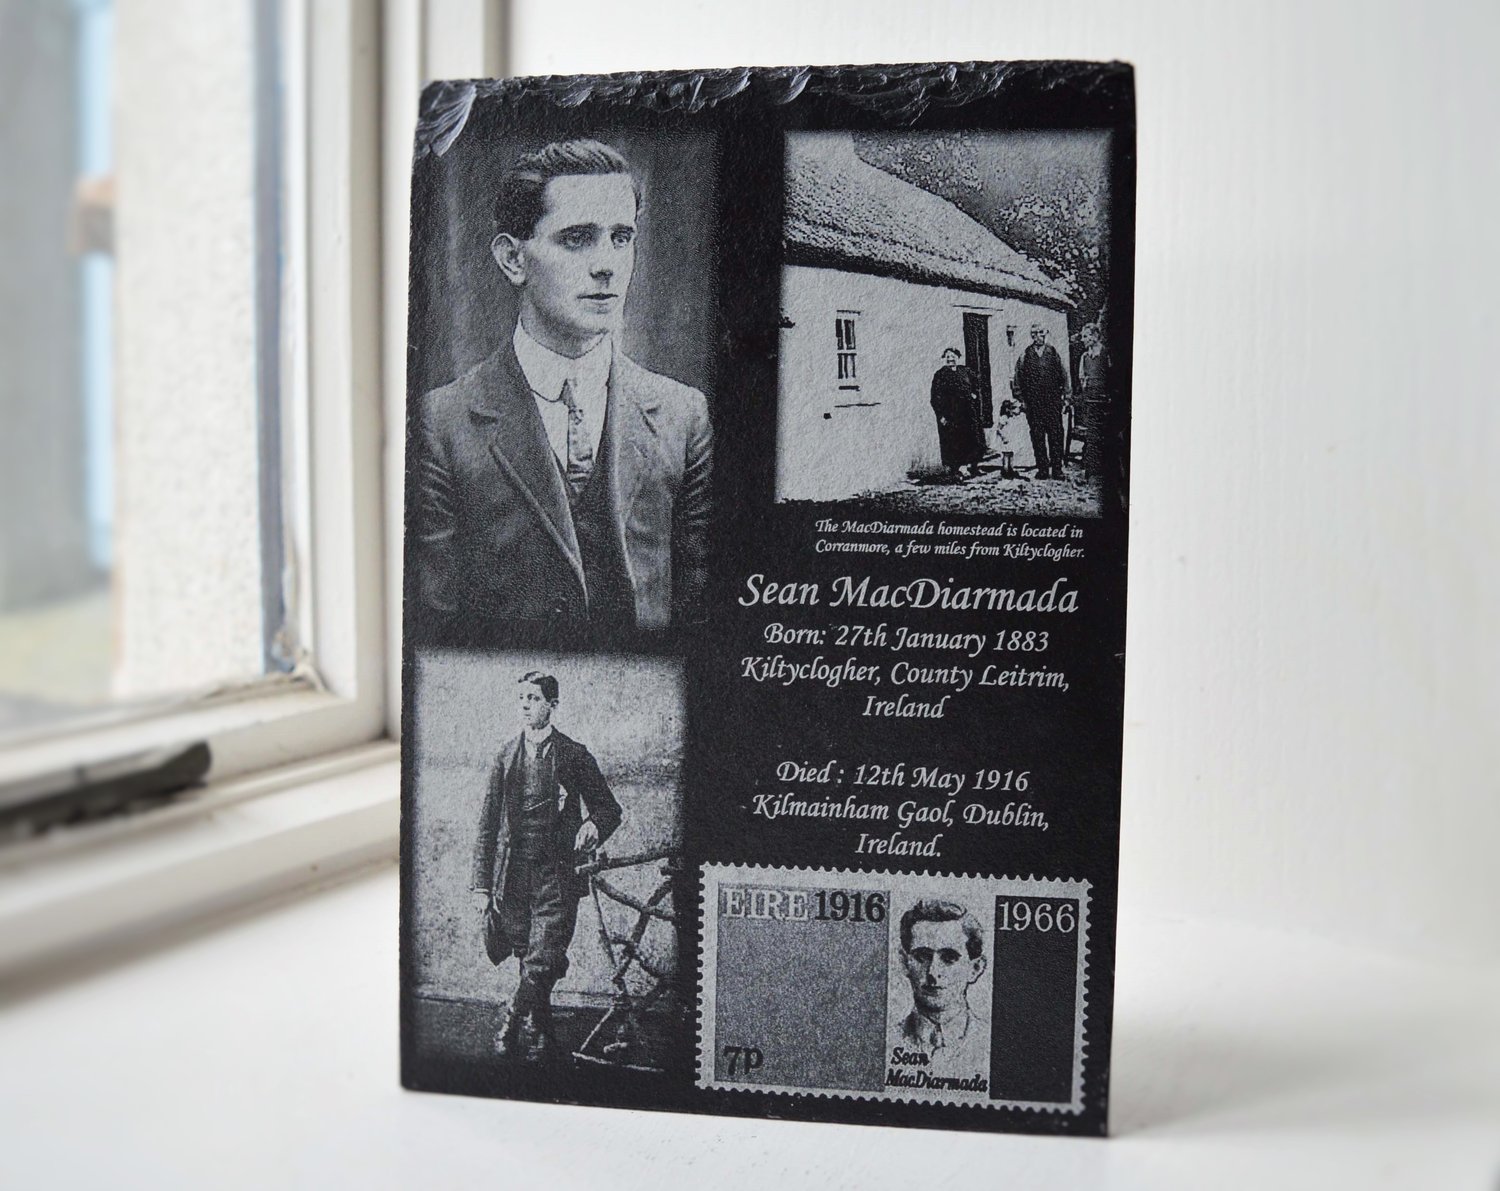 The MacDiarmada homestead is located in
Corranmore, a few miles from Kiltyclogher.
Sean MacDiarmada
Born: 27th January 1883
Kiltyclogher, County Leitrim,
Ireland
Died : 12th May 1916
Kilmainham Gaol, Dublin,
Ireland.
EIRE 1916 1966
7p
Sean
MacDiarmada